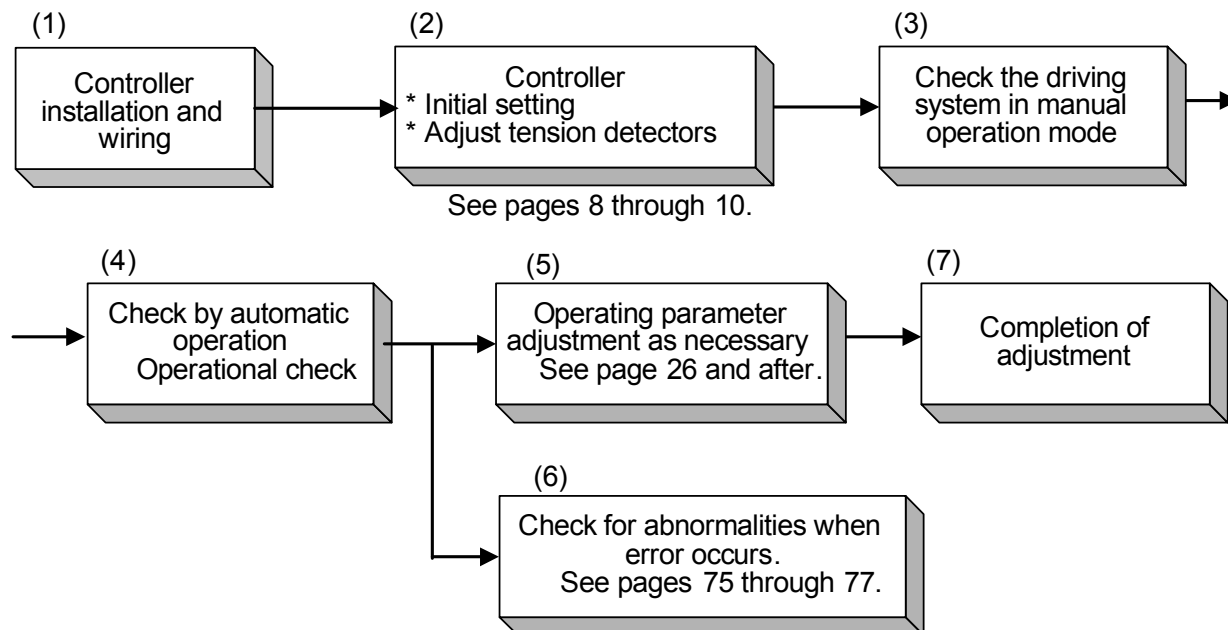 (1)
Controller
installation and
wiring
(2)
Controller
* Initial setting
* Adjust tension detectors
See pages 8 through 10.
(3)
Check the driving
system in manual
operation mode
(4)
Check by automatic
operation
Operational check
(5)
Operating parameter
adjustment as necessary
See page 26 and after.
(7)
Completion of
adjustment
(6)
Check for abnormalities when
error occurs.
See pages 75 through 77.